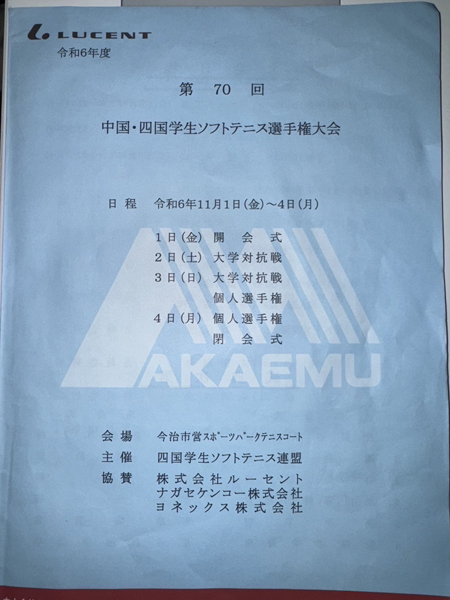 LUCENT
令和6年度
第 70 回
中国・四国学生ソフトテニス選手権大会
日程 令和6年11月1日(金)~4日(月)
1日(金) 開会式
2日(土) 大学対抗戦
3日(日) 大学対抗戦
個人選手権
4日(月) 個人選手権
閉会式
AKAEMU
会場 今治市営スポーツパークテニスコート
主催 四国学生ソフトテニス連盟
協賛 株式会社ルーセント
ナガセケンコー株式会社
ヨネックス株式会社